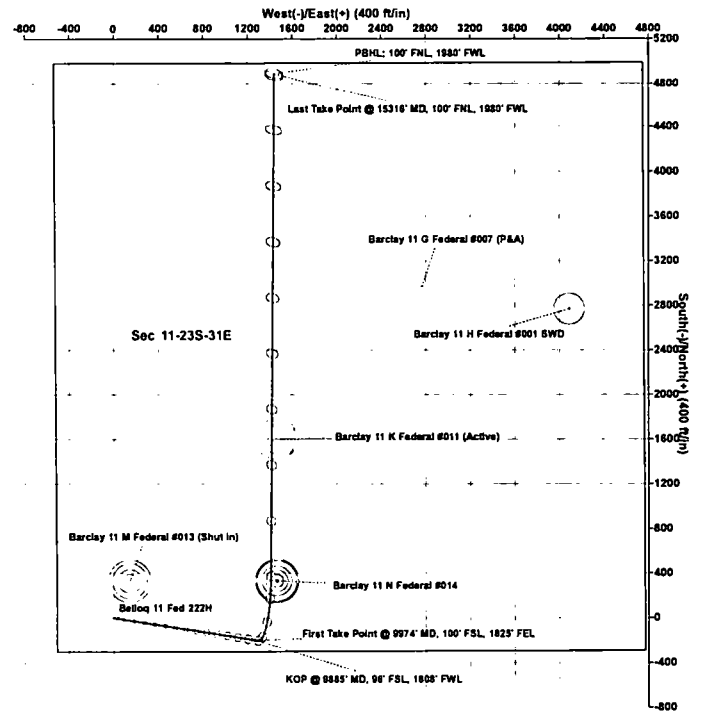 West(-)/East(+) (400 ft/in)
-800 -400 0 400 800 1200 1600 2000 2400 2800 3200 3600 4000 4400 4800
5200
PBHL; 100' FNL, 1980' FWL
4800
Last Take Point @ 15316' MD, 100' FNL, 1980' FWL
4400
4000
3600
Barclay 11 G Federal #007 (P&A)
3200
2800
Barclay 11 H Federal #001 SWD
Sec 11-23S-31E
2400
South(-)/North(+) (400 ft/in)
2000
Barclay 11 K Federal #011 (Active)
1600
1200
800
Barclay 11 M Federal #013 (Shut in)
400
Barclay 11 N Federal #014
Belloq 11 Fed 222H
0
First Take Point @ 9974' MD, 100' FSL, 1825' FEL
-400
KOP @ 9885' MD, 96' FSL, 1808' FWL
-800